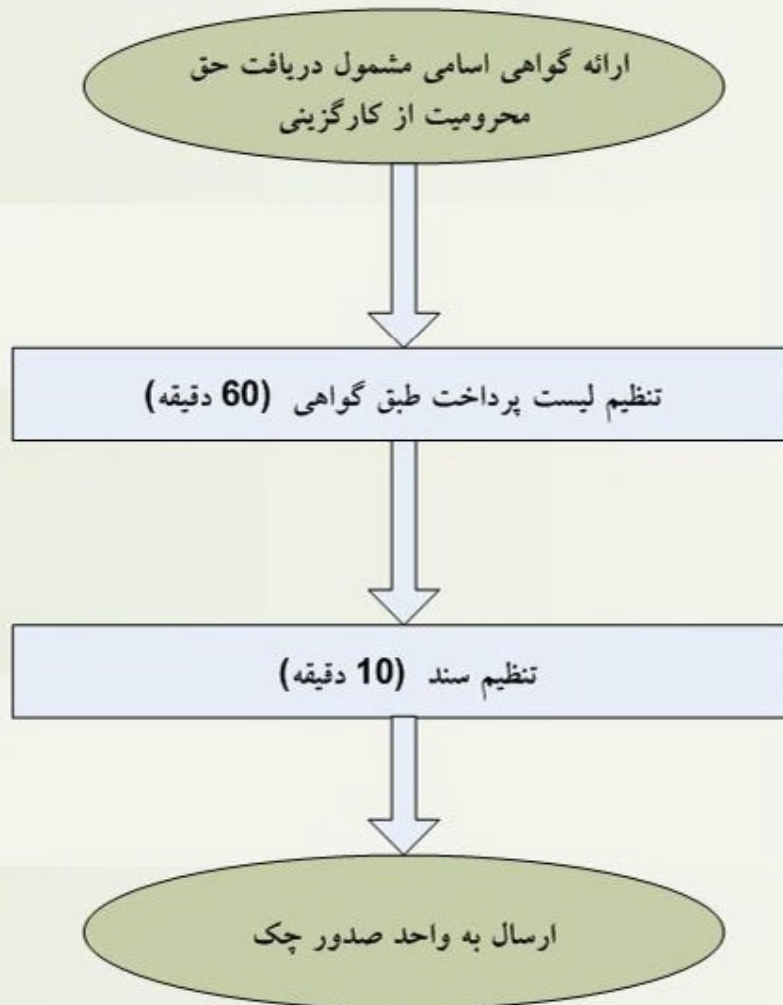 ارائه گواهی اسامی مشمول دریافت حق
محرومیت از کارگزینی
تنظیم لیست پرداخت طبق گواهی (60 دقیقه)
تنظیم سند (10 دقیقه)
ارسال به واحد صدور چک